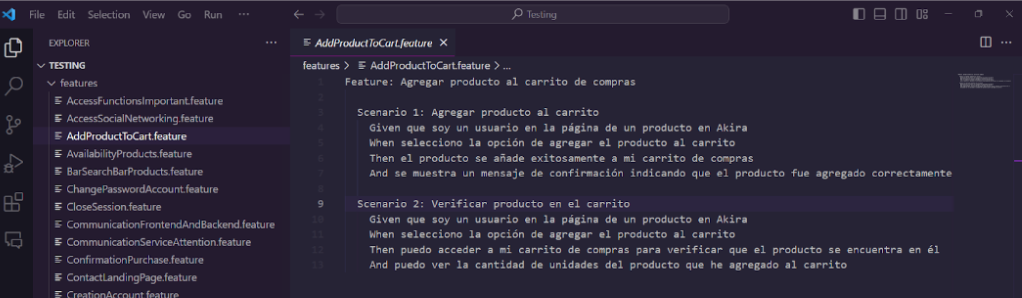 File Edit Selection View Go Run ··· Testing
EXPLORER ···
TESTING
features
AccessFunctionsImportant.feature
AccessSocialNetworking.feature
AddProductToCart.feature
AvailabilityProducts.feature
BarSearchBarProducts.feature
ChangePasswordAccount.feature
CloseSession.feature
CommunicationFrontendAndBackend.feature
CommunicationServiceAttention.feature
ConfirmationPurchase.feature
ContactLandingPage.feature
CreationAccount.feature
AddProductToCart.feature
features > AddProductToCart.feature > ...
1 Feature: Agregar producto al carrito de compras
2
3 Scenario 1: Agregar producto al carrito
4 Given que soy un usuario en la página de un producto en Akira
5 When selecciono la opción de agregar el producto al carrito
6 Then el producto se añade exitosamente a mi carrito de compras
7 And se muestra un mensaje de confirmación indicando que el producto fue agregado correctamente
8
9 Scenario 2: Verificar producto en el carrito
10 Given que soy un usuario en la página de un producto en Akira
11 When selecciono la opción de agregar el producto al carrito
12 Then puedo acceder a mi carrito de compras para verificar que el producto se encuentra en él
13 And puedo ver la cantidad de unidades del producto que he agregado al carrito